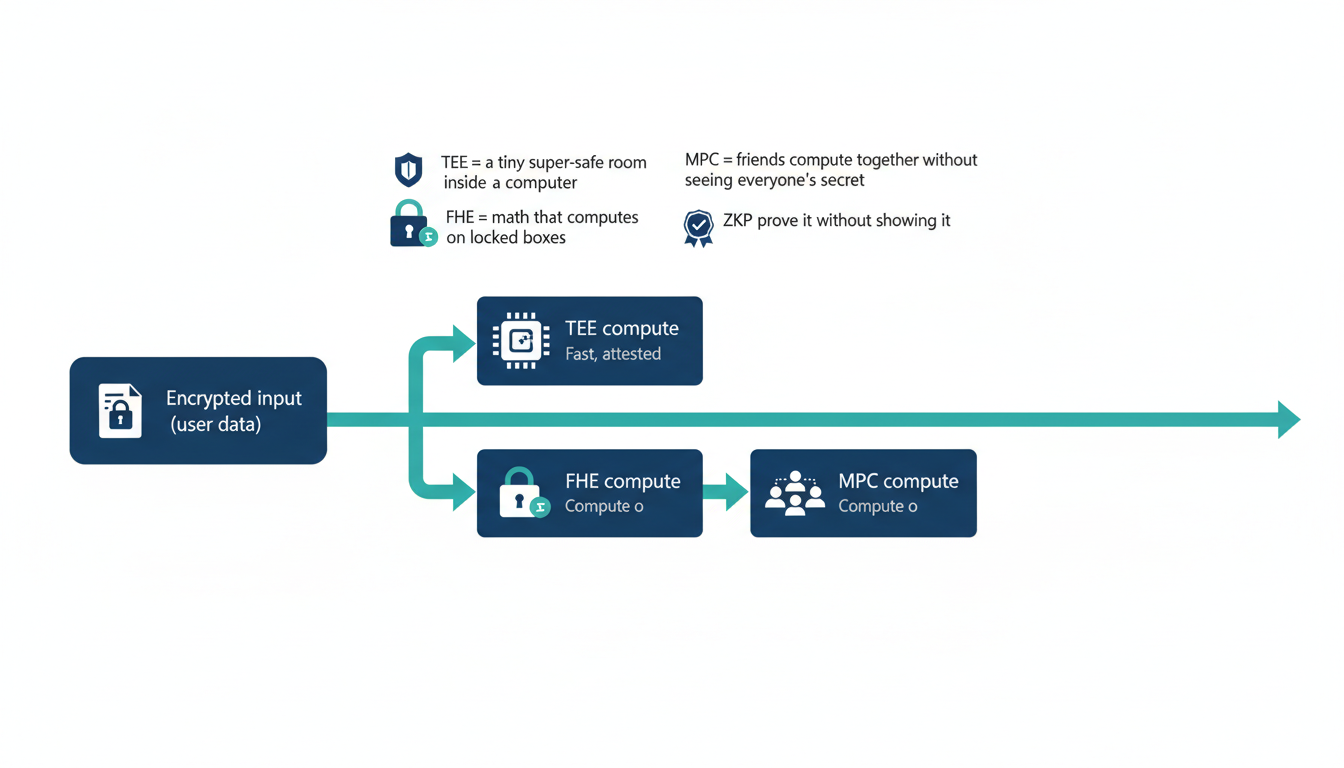 TEE = a tiny super-safe room
inside a computer
FHE = math that computes
on locked boxes
MPC = friends compute together without
seeing everyone's secret
ZKP prove it without showing it
TEE compute
Fast, attested
Encrypted input
(user data)
FHE compute
Compute o
MPC compute
Compute o